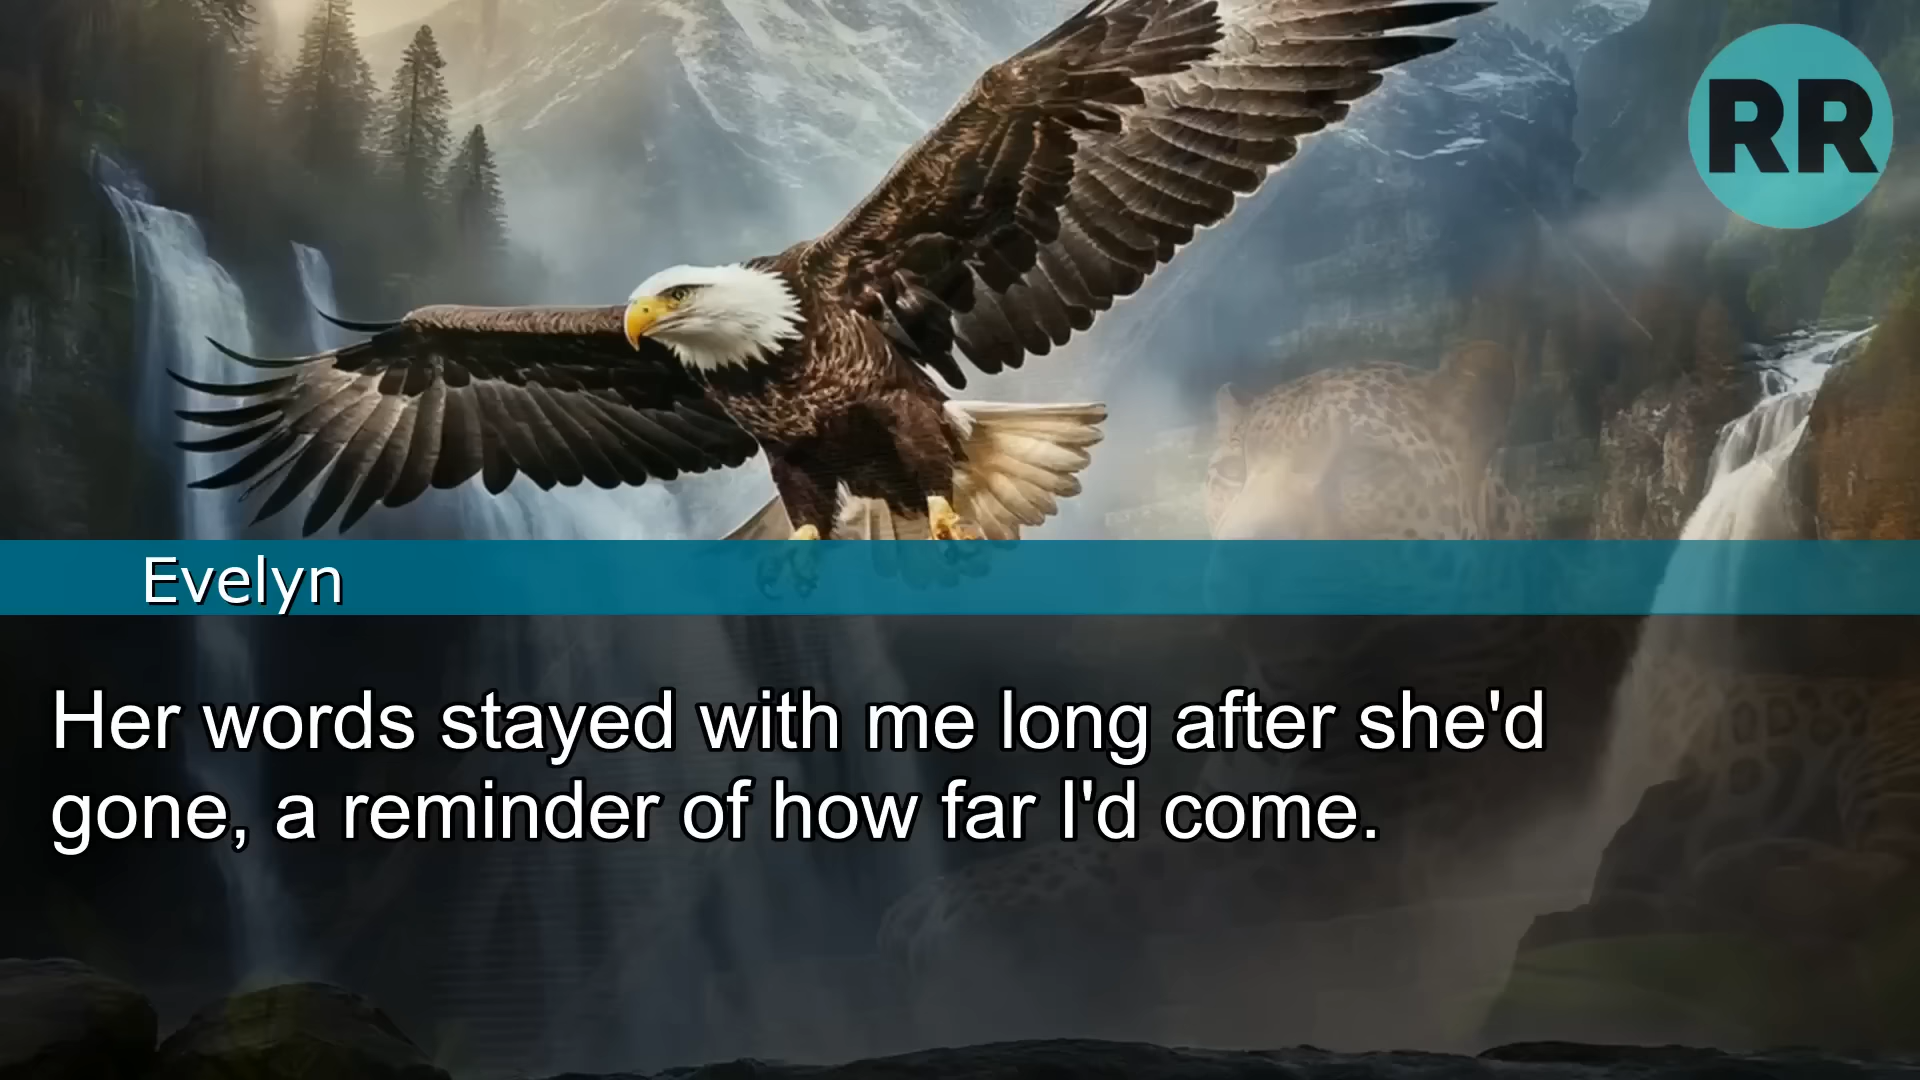 RR
Evelyn
Her words stayed with me long after she'd
gone, a reminder of how far I'd come.